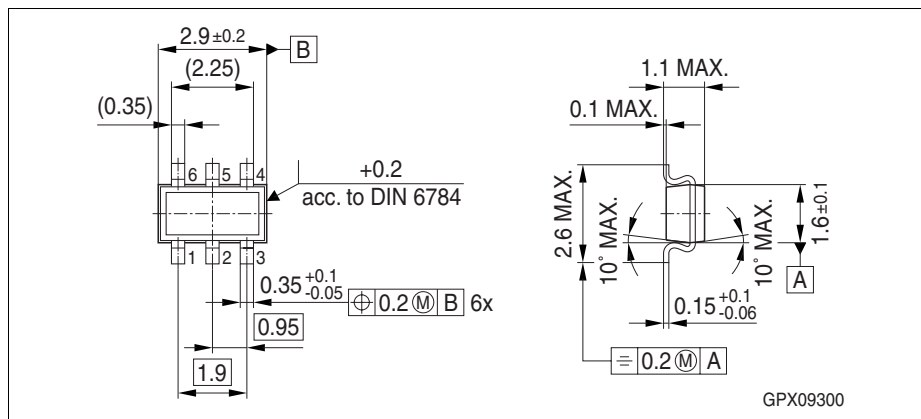 2.9 ±0.2
B
(2.25)
(0.35)
6 5 4
+0.2
acc. to DIN 6784
1 2 3
0.35 +0.1 -0.05
⌖ 0.2 Ⓜ B 6x
0.95
1.9
1.1 MAX.
0.1 MAX.
2.6 MAX.
10° MAX.
10° MAX.
1.6 ±0.1
A
0.15 +0.1 -0.06
⌯ 0.2 Ⓜ A
GPX09300